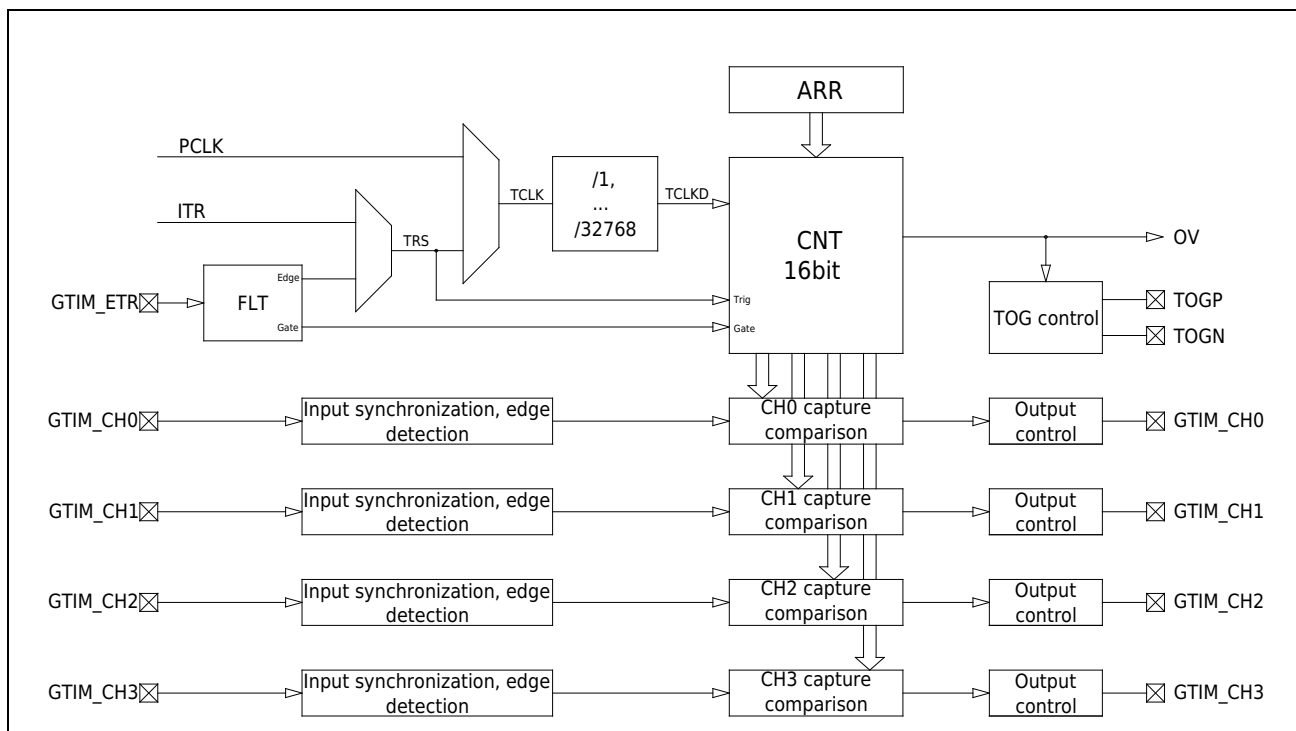 ARR
PCLK
ITR
TRS
TCLK
/1,
...
/32768
TCLKD
CNT
16bit
Trig
Gate
OV
GTIM_ETR
FLT
Edge
Gate
TOG control
TOGP
TOGN
GTIM_CH0
Input synchronization, edge
detection
CH0 capture
comparison
Output
control
GTIM_CH0
GTIM_CH1
Input synchronization, edge
detection
CH1 capture
comparison
Output
control
GTIM_CH1
GTIM_CH2
Input synchronization, edge
detection
CH2 capture
comparison
Output
control
GTIM_CH2
GTIM_CH3
Input synchronization, edge
detection
CH3 capture
comparison
Output
control
GTIM_CH3